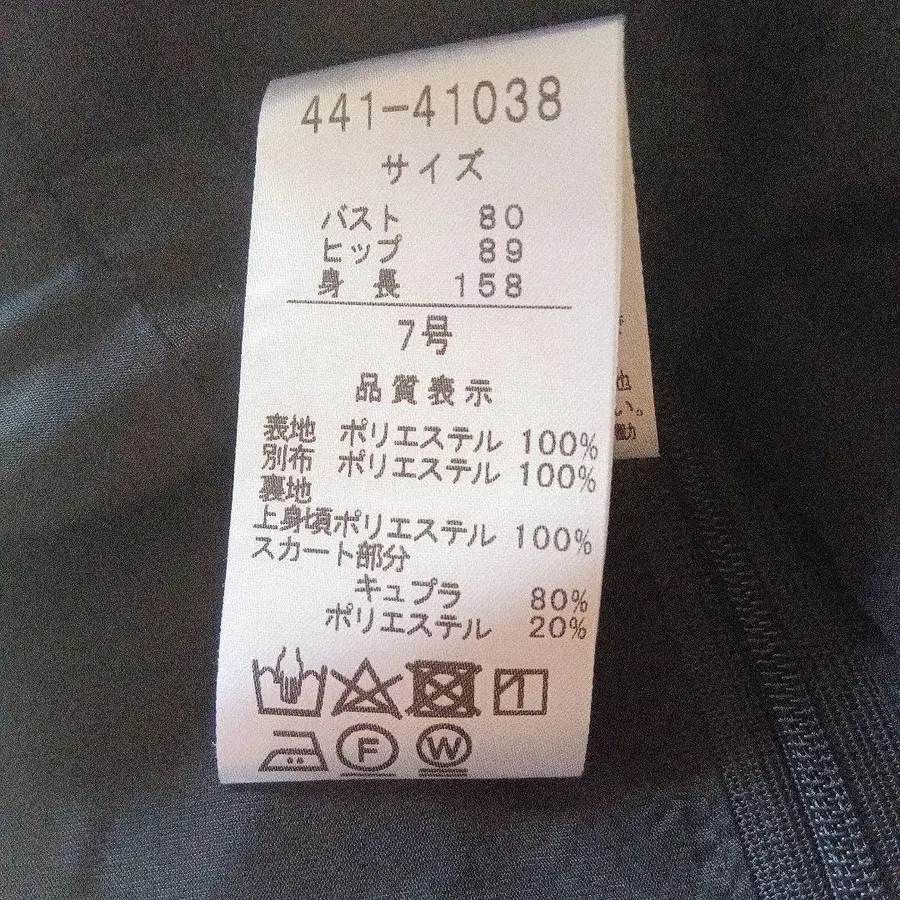 441-41038
サイズ
バスト 80
ヒップ 89
身長 158
7号
品質表示
表地 ポリエステル 100%
別布 ポリエステル 100%
裏地
上身頃ポリエステル 100%
スカート部分
キュプラ 80%
ポリエステル 20%
F W
地
い。